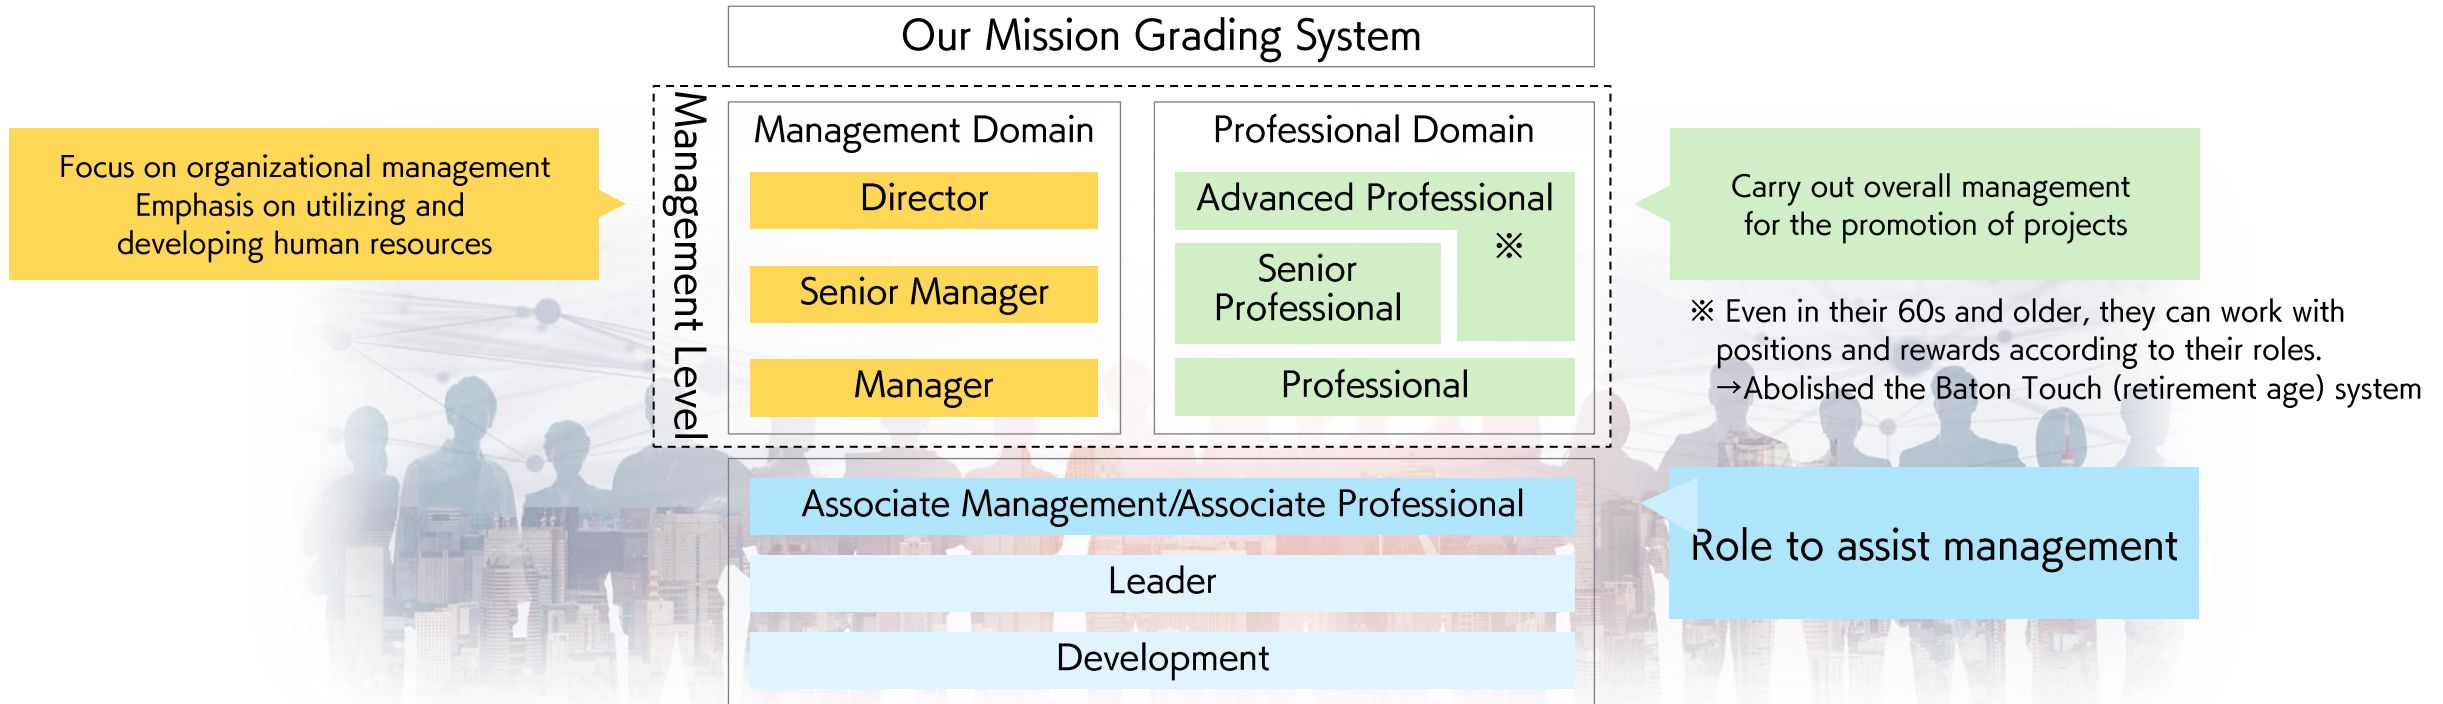 Our Mission Grading System
Management Level
Management Domain
Director
Senior Manager
Manager
Professional Domain
Advanced Professional
※
Senior
Professional
Professional
Focus on organizational management
Emphasis on utilizing and
developing human resources
Carry out overall management
for the promotion of projects
※ Even in their 60s and older, they can work with
positions and rewards according to their roles.
→Abolished the Baton Touch (retirement age) system
Associate Management/Associate Professional
Leader
Development
Role to assist management